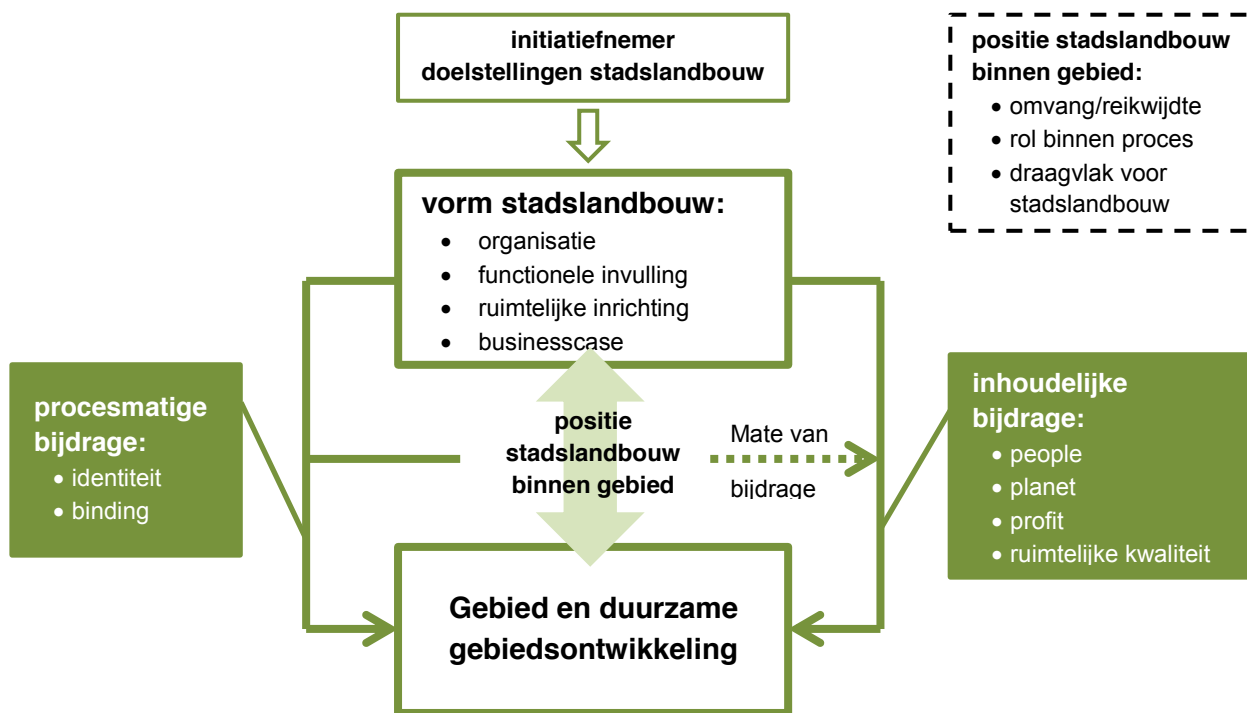 initiatiefnemer
doelstellingen stadslandbouw
positie stadslandbouw
binnen gebied:
• omvang/reikwijdte
• rol binnen proces
• draagvlak voor
stadslandbouw
vorm stadslandbouw:
• organisatie
• functionele invulling
• ruimtelijke inrichting
• businesscase
procesmatige
bijdrage:
• identiteit
• binding
positie
stadslandbouw
binnen gebied
Mate van
bijdrage
inhoudelijke
bijdrage:
• people
• planet
• profit
• ruimtelijke kwaliteit
Gebied en duurzame
gebiedsontwikkeling